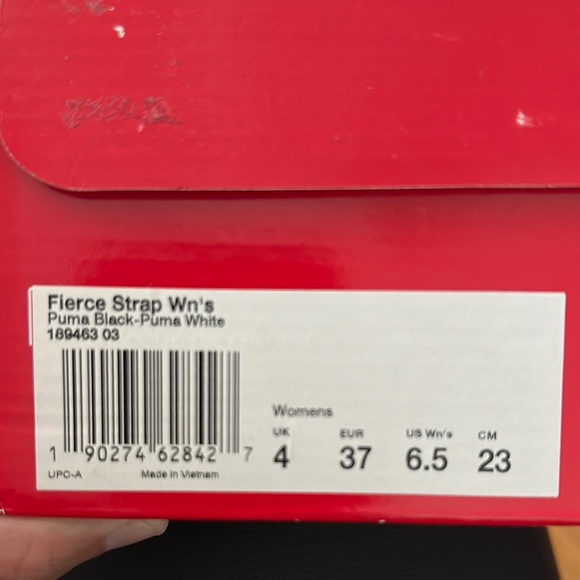 Fierce Strap Wn's
Puma Black-Puma White
189463 03
1 90274 62842 7
UPC-A Made in Vietnam
Womens
UK EUR US Wn's CM
4 37 6.5 23